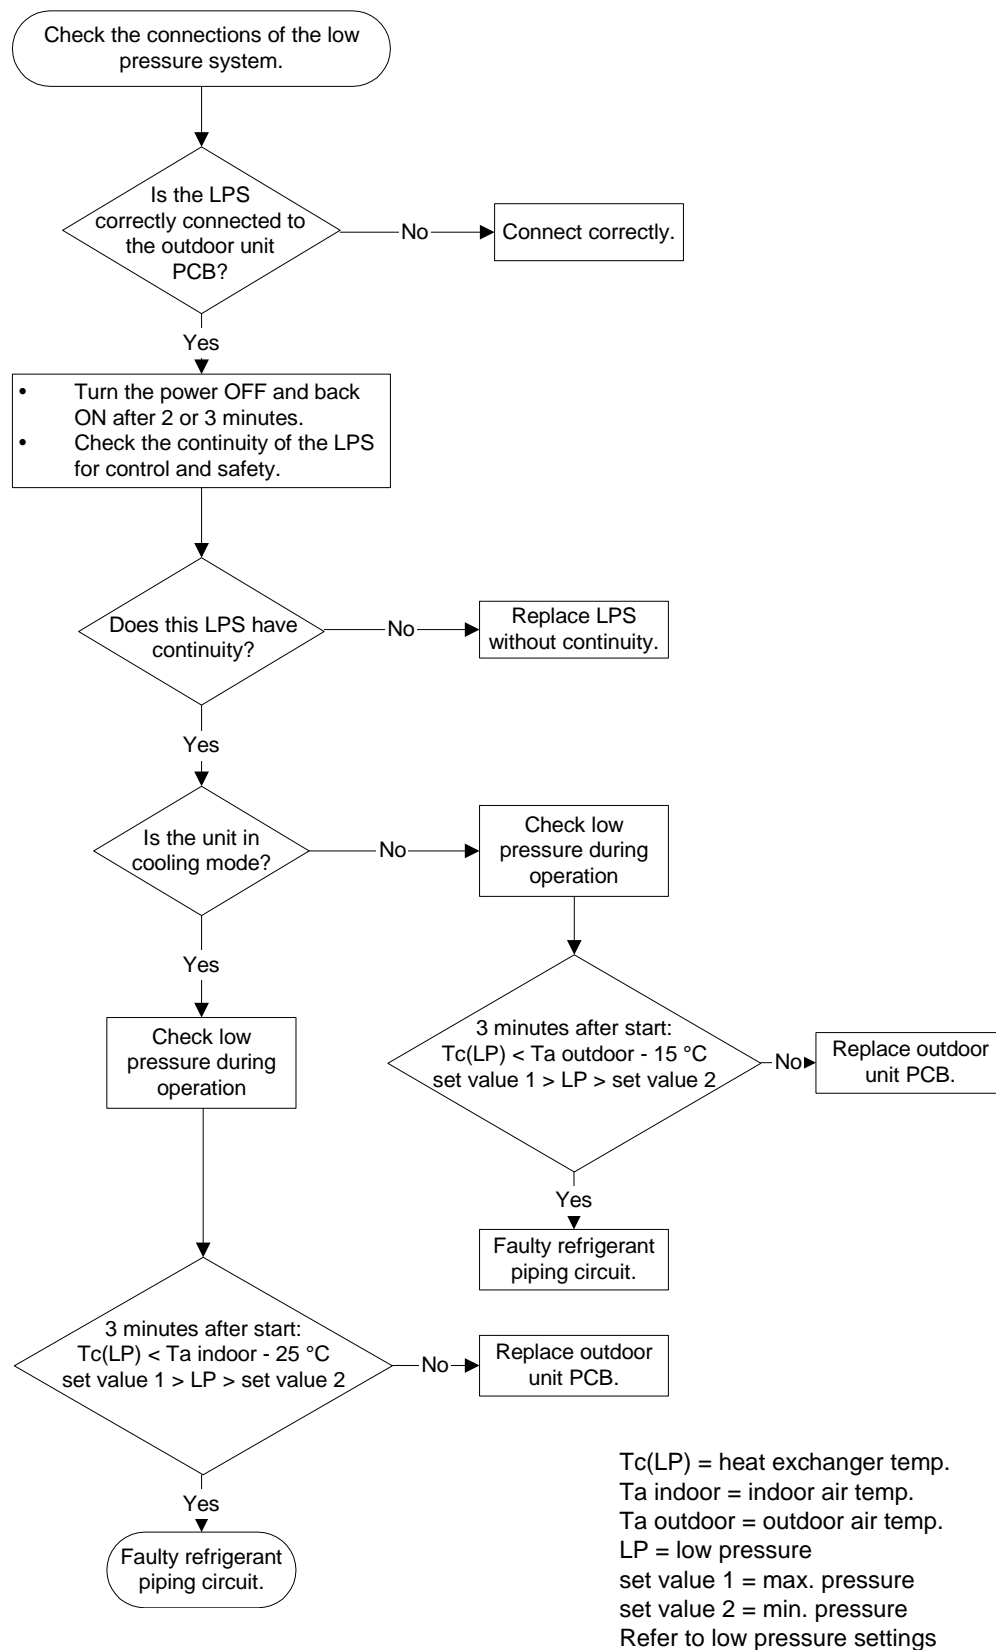 Check the connections of the low
pressure system.
Is the LPS
correctly connected to
the outdoor unit
PCB?
No
Connect correctly.
Yes
• Turn the power OFF and back
ON after 2 or 3 minutes.
• Check the continuity of the LPS
for control and safety.
Does this LPS have
continuity?
No
Replace LPS
without continuity.
Yes
Is the unit in
cooling mode?
No
Check low
pressure during
operation
Yes
Check low
pressure during
operation
3 minutes after start:
Tc(LP) < Ta outdoor - 15 °C
set value 1 > LP > set value 2
No
Replace outdoor
unit PCB.
Yes
Faulty refrigerant
piping circuit.
3 minutes after start:
Tc(LP) < Ta indoor - 25 °C
set value 1 > LP > set value 2
No
Replace outdoor
unit PCB.
Yes
Faulty refrigerant
piping circuit.
Tc(LP) = heat exchanger temp.
Ta indoor = indoor air temp.
Ta outdoor = outdoor air temp.
LP = low pressure
set value 1 = max. pressure
set value 2 = min. pressure
Refer to low pressure settings